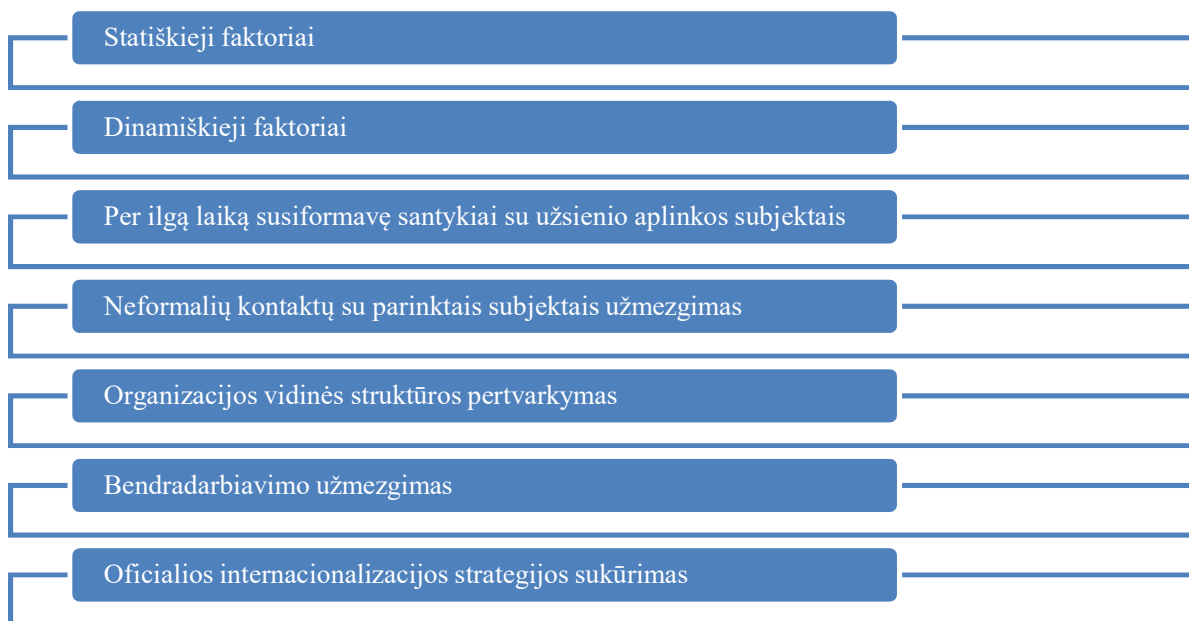 Statiškieji faktoriai
Dinamiškieji faktoriai
Per ilgą laiką susiformavę santykiai su užsienio aplinkos subjektais
Neformalių kontaktų su parinktais subjektais užmezgimas
Organizacijos vidinės struktūros pertvarkymas
Bendradarbiavimo užmezgimas
Oficialios internacionalizacijos strategijos sukūrimas